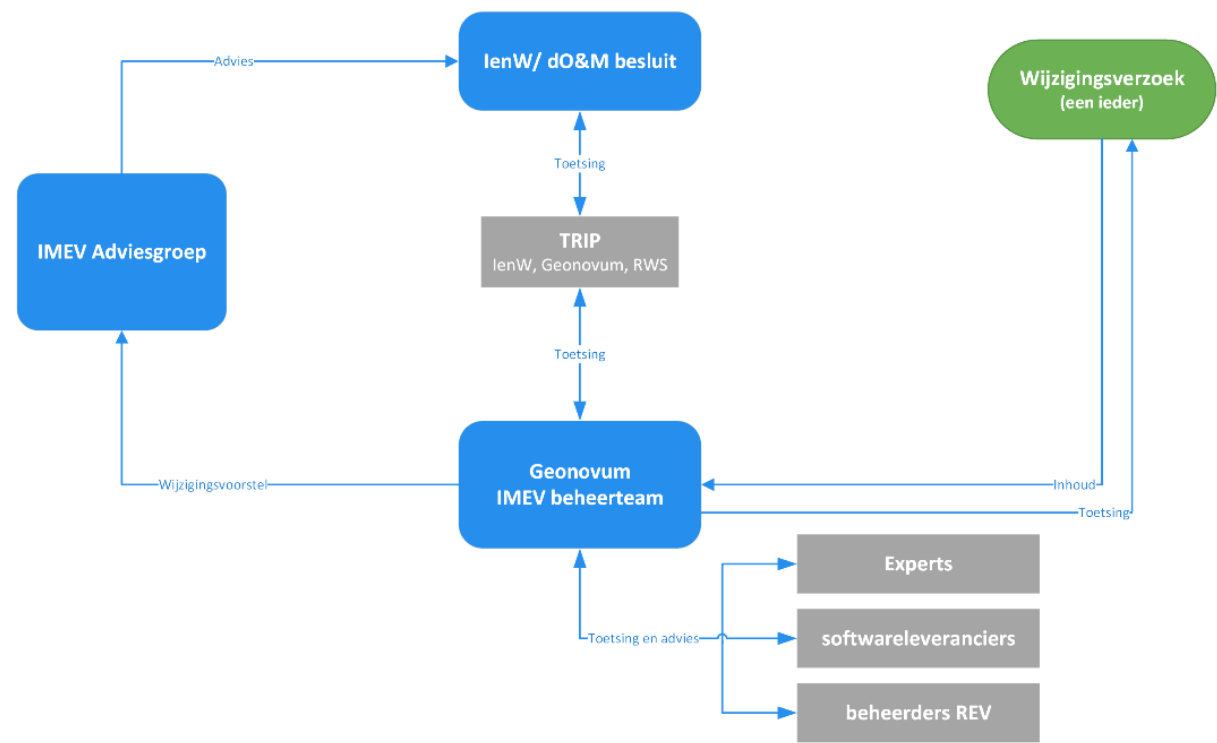 IenW/ dO&M besluit
Advies
Wijzigingsverzoek
(een ieder)
Toetsing
IMEV Adviesgroep
TRIP
IenW, Geonovum, RWS
Toetsing
Geonovum
IMEV beheerteam
Wijzigingsvoorstel
Inhoud
Toetsing
Experts
Toetsing en advies
softwareleveranciers
beheerders REV